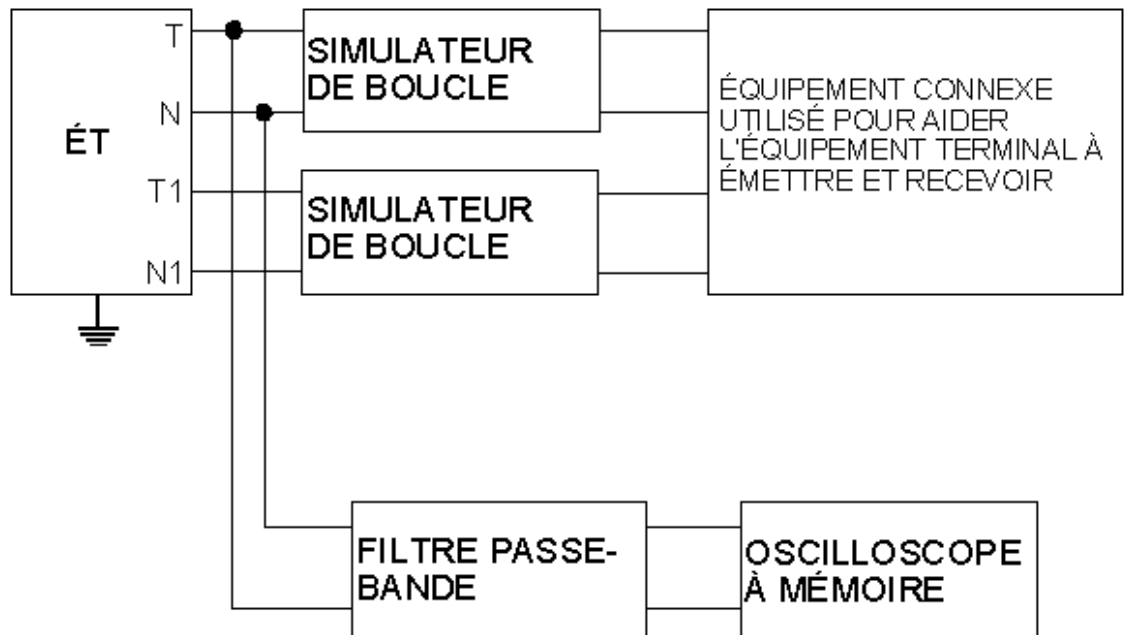 ÉT
T
N
T1
N1
SIMULATEUR
DE BOUCLE
SIMULATEUR
DE BOUCLE
ÉQUIPEMENT CONNEXE
UTILISÉ POUR AIDER
L'ÉQUIPEMENT TERMINAL À
ÉMETTRE ET RECEVOIR
FILTRE PASSE-
BANDE
OSCILLOSCOPE
À MÉMOIRE